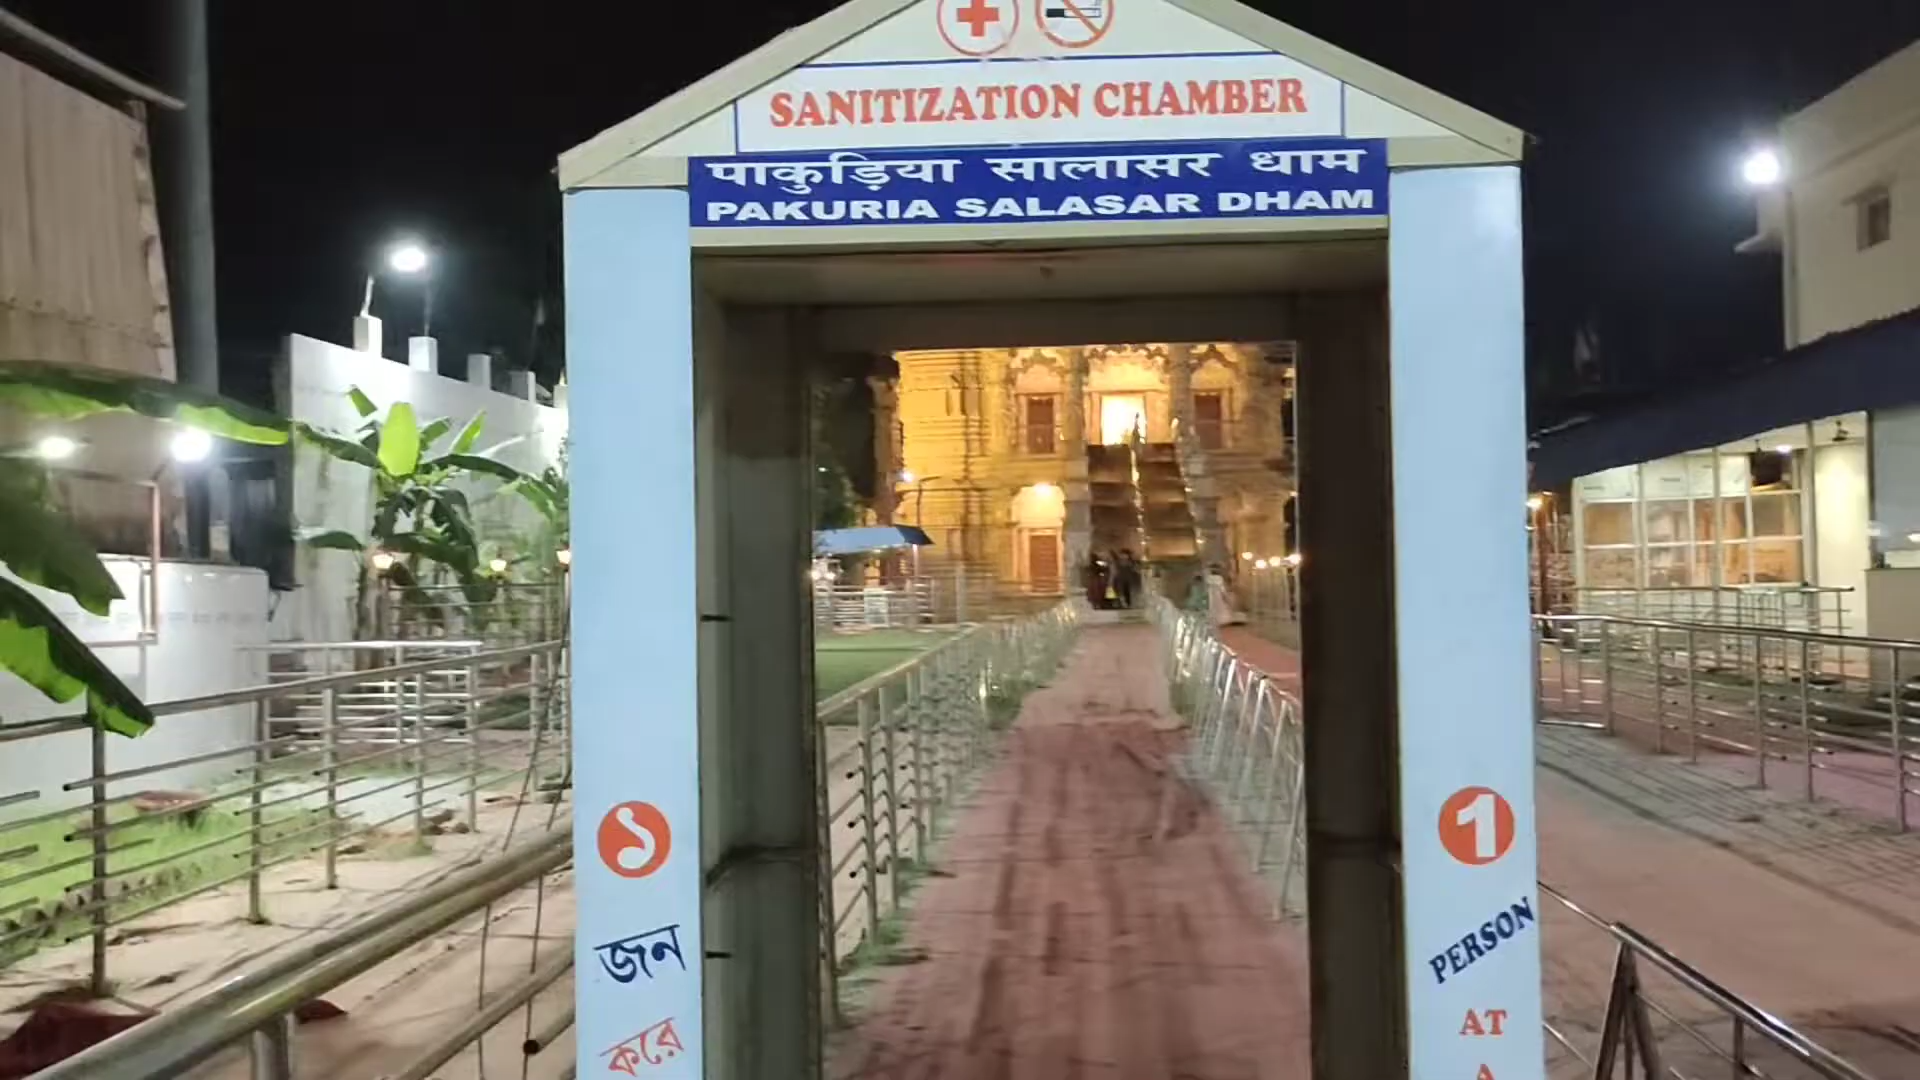 SANITIZATION CHAMBER
पाकुड़िया सालासर धाम
PAKURIA SALASAR DHAM
১
জন
করে
1
PERSON
AT
A